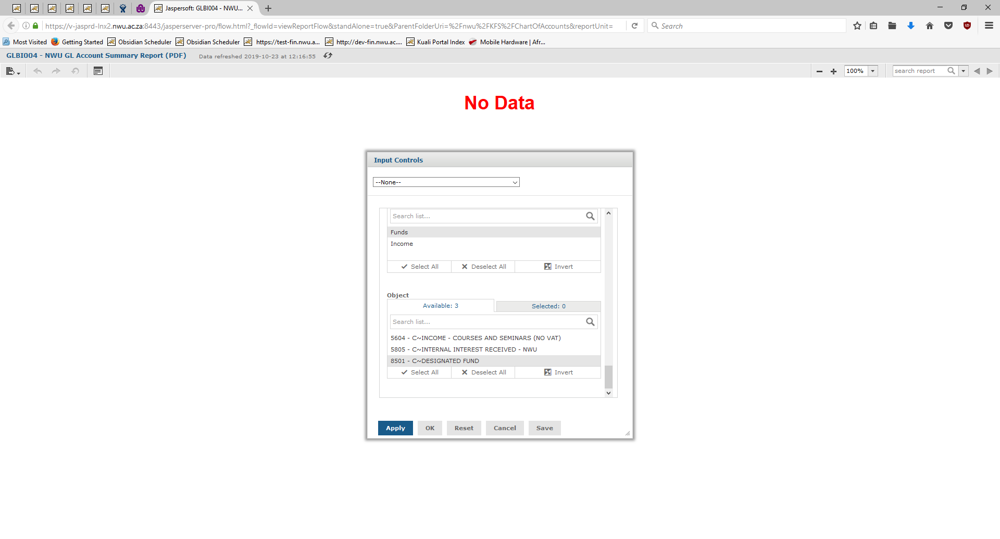 Jaspersoft: GLBI004 - NWU...
https://v-jasprd-lnx2.nwu.ac.za:8443/jasperserver-pro/flow.html?_flowId=viewReportFlow&standAlone=true&ParentFolderUri=%2Fnwu%2FKFS%2FChartOfAccounts&reportUnit=
Search
Most Visited Getting Started Obsidian Scheduler Obsidian Scheduler https://test-fin.nwu.a... http://dev-fin.nwu.ac.... Kuali Portal Index Mobile Hardware | Afr...
GLBI004 - NWU GL Account Summary Report (PDF) Data refreshed 2019-10-23 at 12:16:55
100% search report
No Data
Input Controls
--None--
Search list...
Funds
Income
Select All Deselect All Invert
Object
Available: 3 Selected: 0
Search list...
5604 - C~INCOME - COURSES AND SEMINARS (NO VAT)
5805 - C~INTERNAL INTEREST RECEIVED - NWU
8501 - C~DESIGNATED FUND
Select All Deselect All Invert
Apply OK Reset Cancel Save